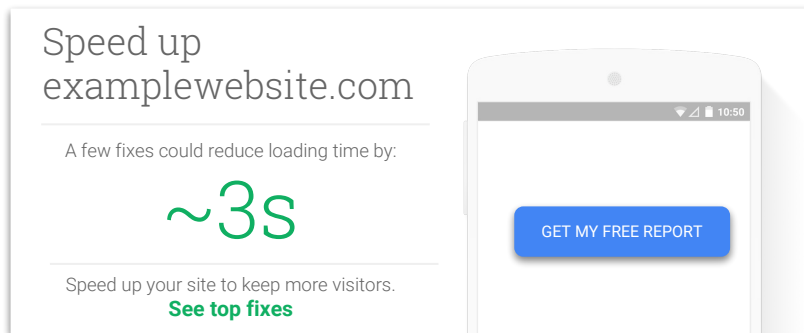 Speed up
examplewebsite.com
A few fixes could reduce loading time by:
~3s
Speed up your site to keep more visitors.
See top fixes
10:50
GET MY FREE REPORT